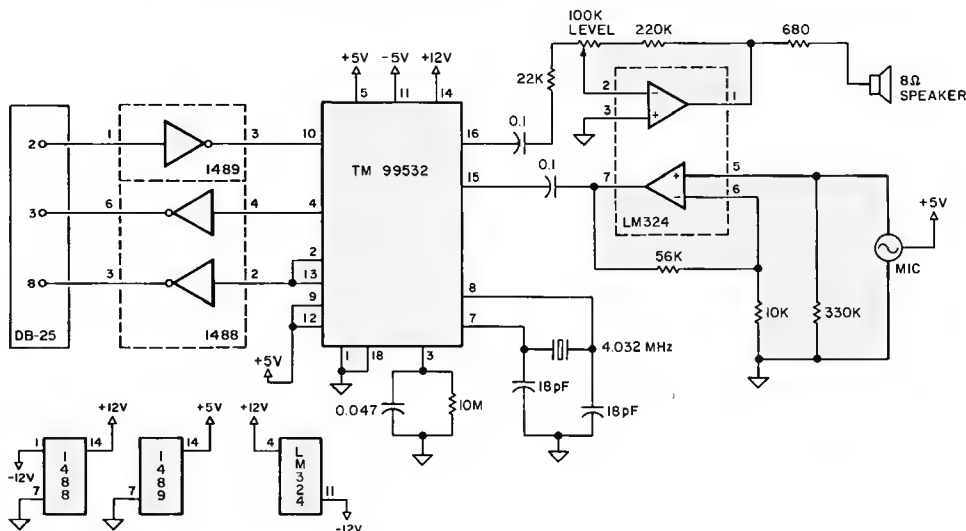 100K
LEVEL
220K
680
+5V
-5V
+12V
22K
8Ω
SPEAKER
5
11
14
2
1
3
0.1
2
1
3
10
16
TM 99532
0.1
15
7
5
6
LM324
+5V
1489
3
6
4
4
56K
MIC
2
8
3
2
13
8
9
7
10K
330K
DB-25
1488
12
4.032 MHz
+5V
1
18
3
18pF
0.047
10M
18pF
+12V
+5V
+12V
1
14
14
4
-12V
1488
1489
LM324
7
7
11
-12V